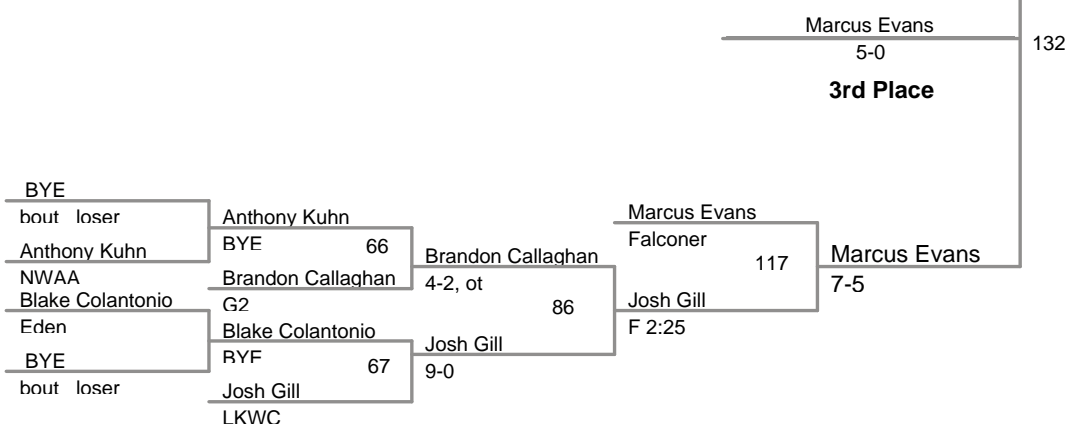 Marcus Evans
132
5-0
3rd Place
BYE
bout loser
Anthony Kuhn
NWAA
Blake Colantonio
Eden
BYE
bout loser
Anthony Kuhn
BYE
66
Brandon Callaghan
G2
Blake Colantonio
BYE
67
Josh Gill
LKWC
Brandon Callaghan
4-2, ot
86
Josh Gill
9-0
Marcus Evans
Falconer
117
Josh Gill
F 2:25
Marcus Evans
7-5